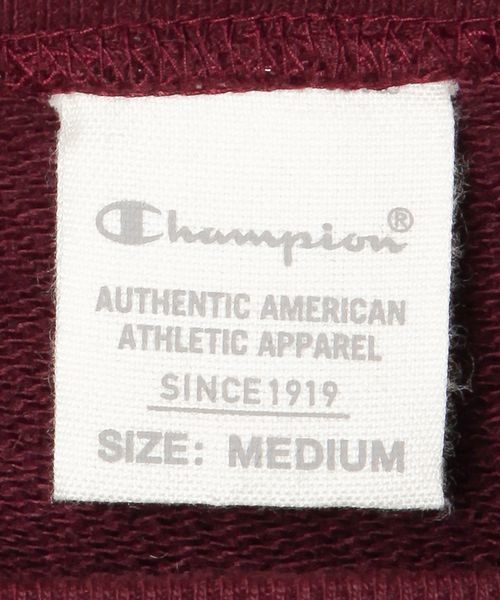 Champion®
AUTHENTIC AMERICAN
ATHLETIC APPAREL
SINCE 1919
SIZE: MEDIUM